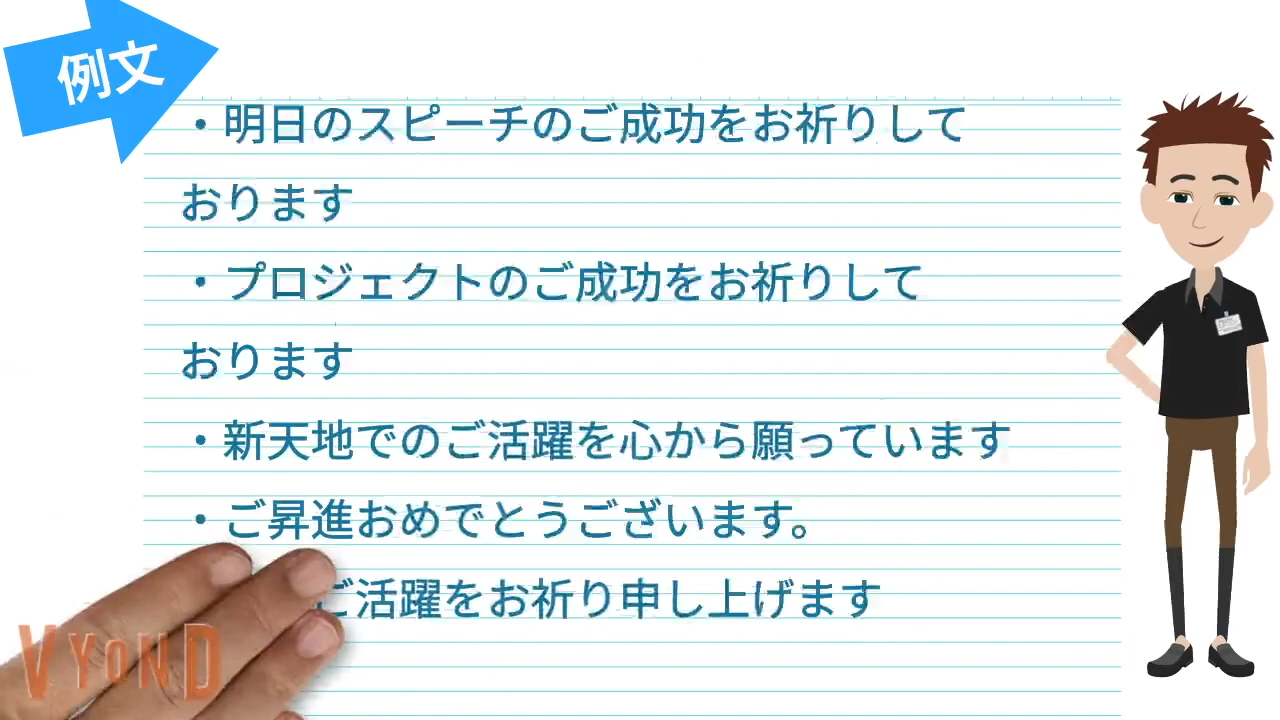 例文
・明日のスピーチのご成功をお祈りして
おります
・プロジェクトのご成功をお祈りして
おります
・新天地でのご活躍を心から願っています
・ご昇進おめでとうございます。
ご活躍をお祈り申し上げます
VYOND